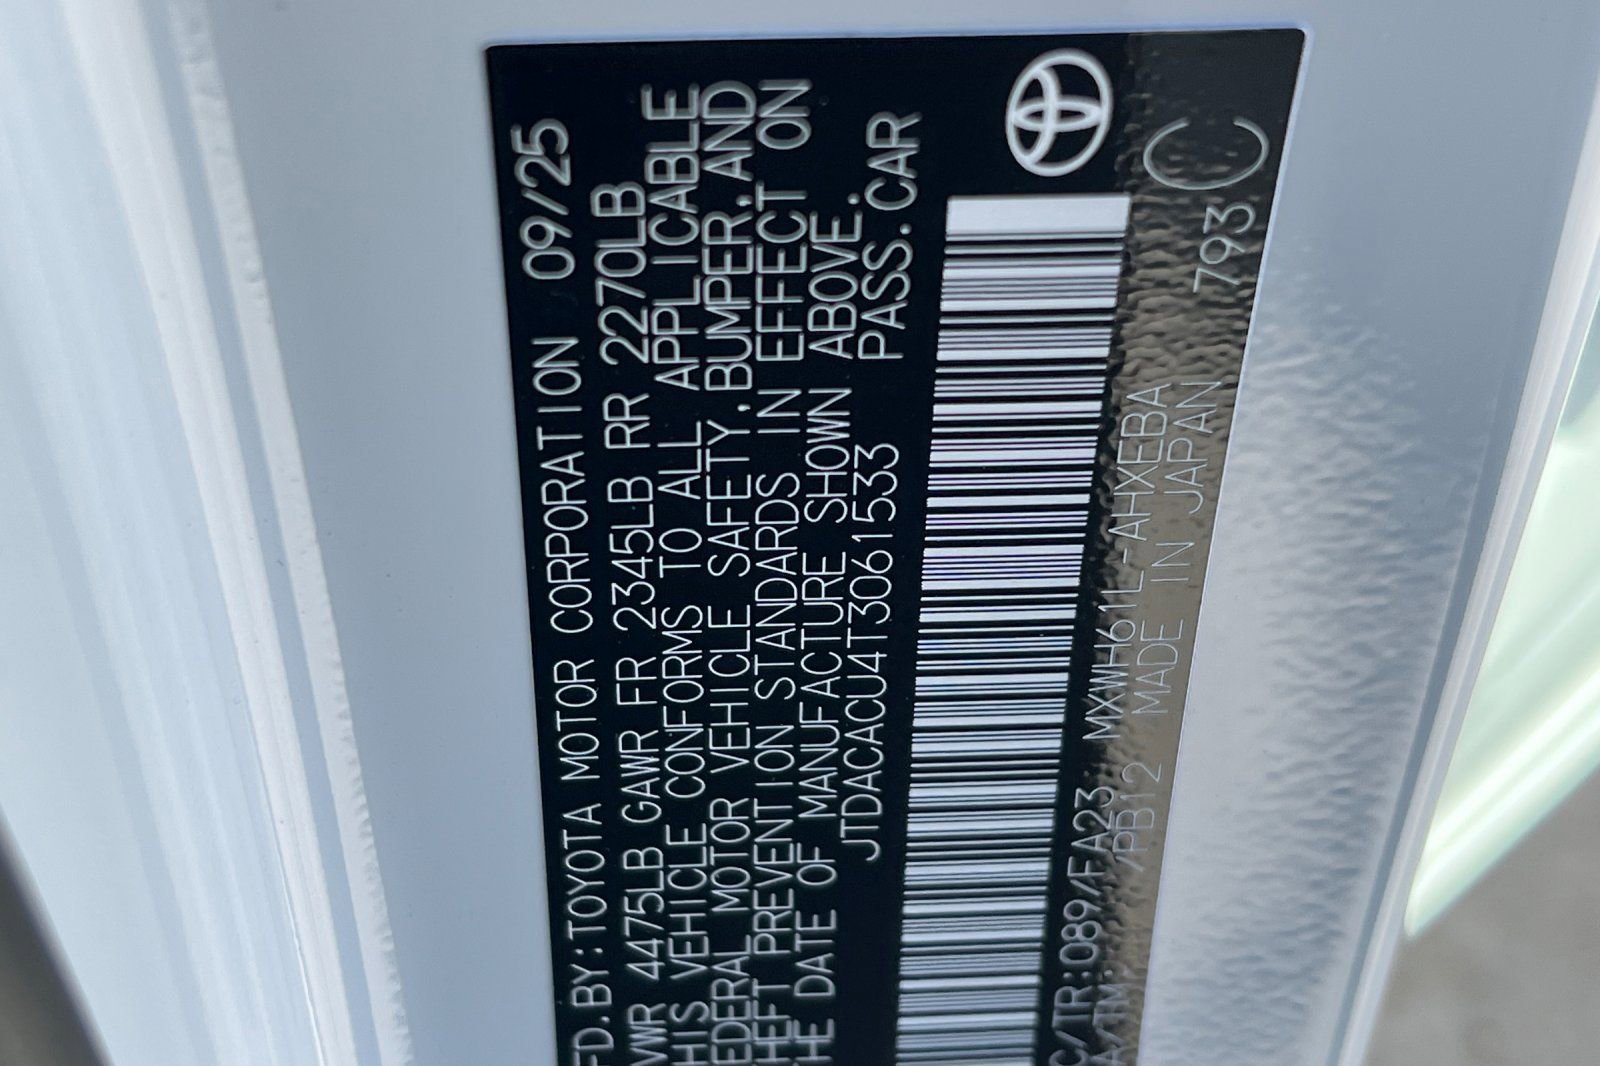 FD.BY:TOYOTA MOTOR CORPORATION 09/25
VWR 4475LB GAWR FR 2345LB RR 2270LB
HIS VEHICLE CONFORMS TO ALL APPLICABLE
EDERAL MOTOR VEHICLE SAFETY,BUMPER,AND
HEFT PREVENTION STANDARDS IN EFFECT ON
HE DATE OF MANUFACTURE SHOWN ABOVE.
JTDACACU4T3061533 PASS.CAR
C/TR:089/FA23 MXWH61L-AHXEBA
A/TM: /PB12 MADE IN JAPAN
793 C